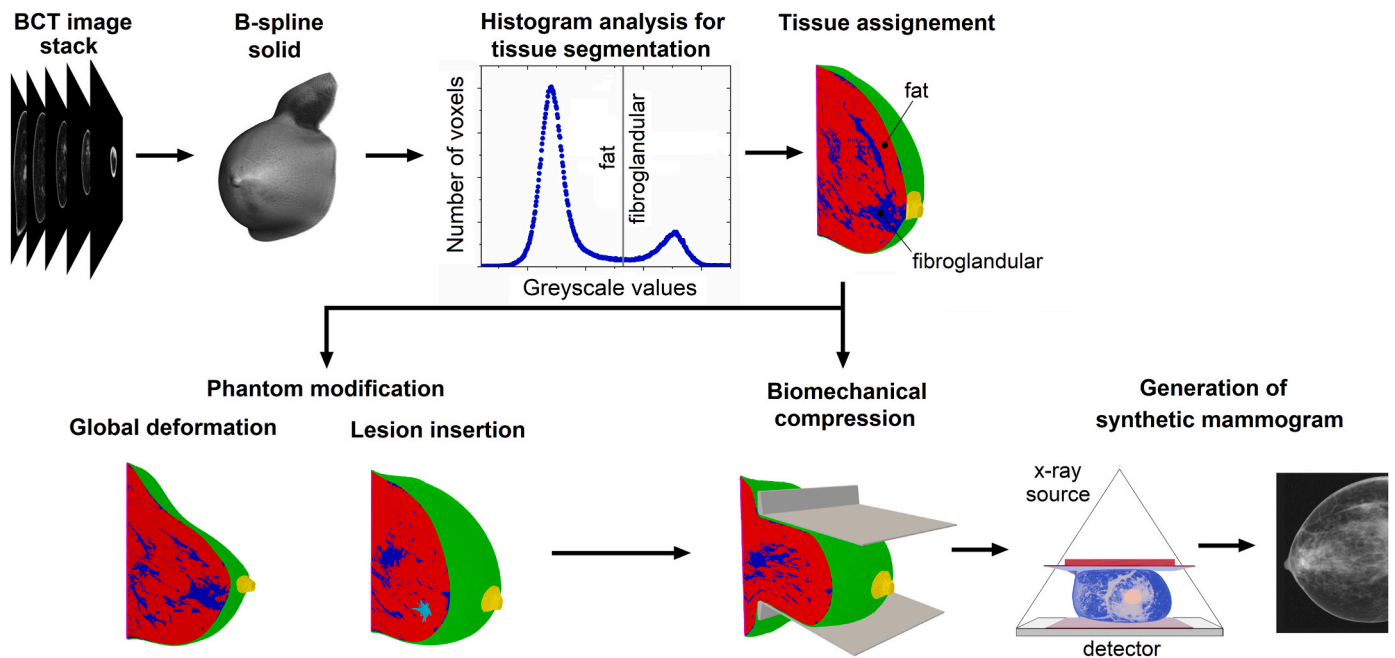 BCT image
stack
B-spline
solid
Histogram analysis for
tissue segmentation
Number of voxels
fat
fibroglandular
Greyscale values
Tissue assignement
fat
fibroglandular
Phantom modification
Global deformation
Lesion insertion
Biomechanical
compression
Generation of
synthetic mammogram
x-ray
source
detector